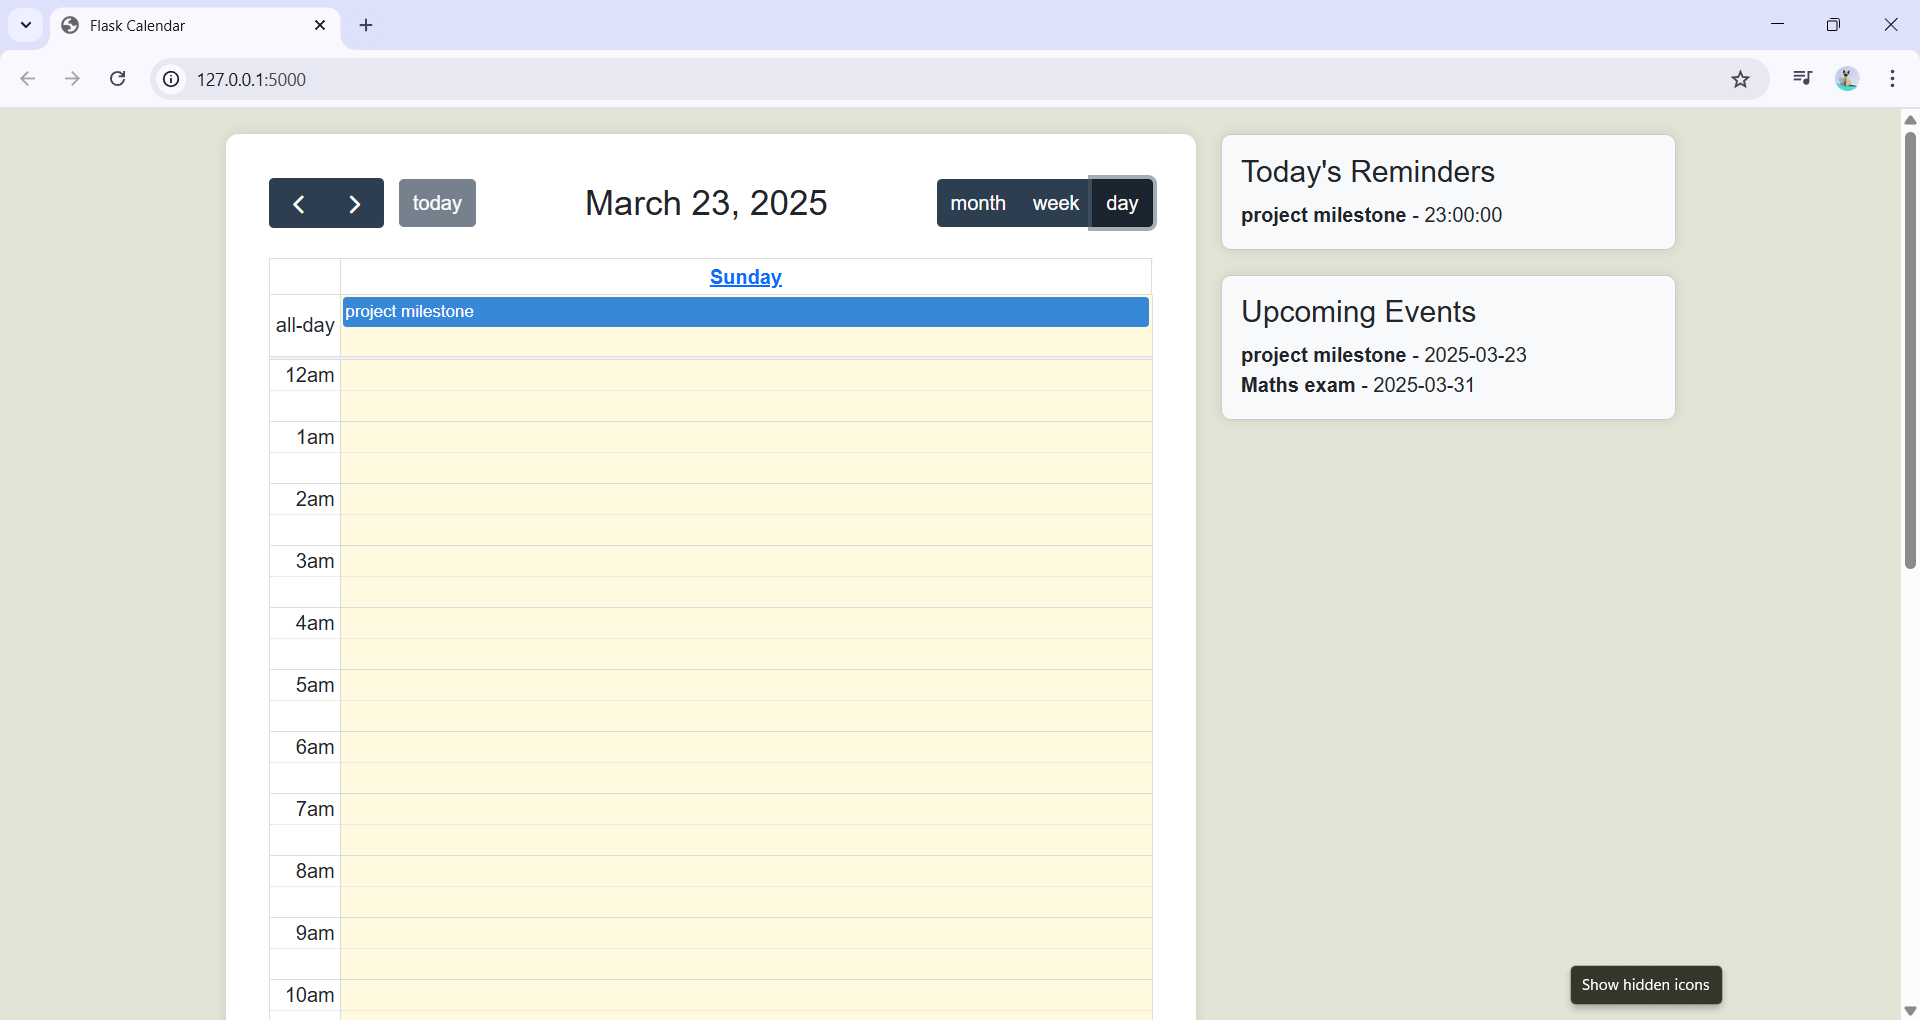 Flask Calendar
127.0.0.1:5000
today
March 23, 2025
month week day
Sunday
all-day
project milestone
12am
1am
2am
3am
4am
5am
6am
7am
8am
9am
10am
Today's Reminders
project milestone - 23:00:00
Upcoming Events
project milestone - 2025-03-23
Maths exam - 2025-03-31
Show hidden icons